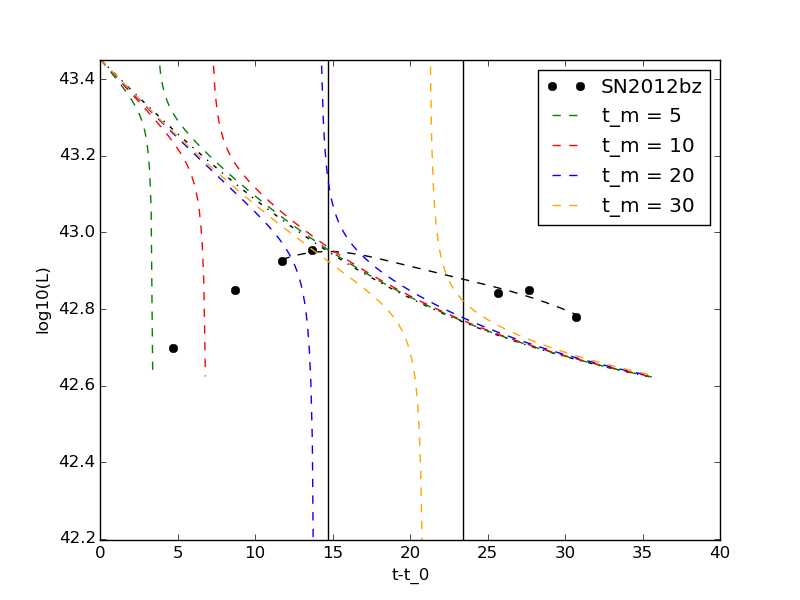 43.4
43.2
43.0
42.8
42.6
42.4
42.2
log10(L)
0
5
10
15
20
25
30
35
40
t-t_0
SN2012bz
t_m = 5
t_m = 10
t_m = 20
t_m = 30